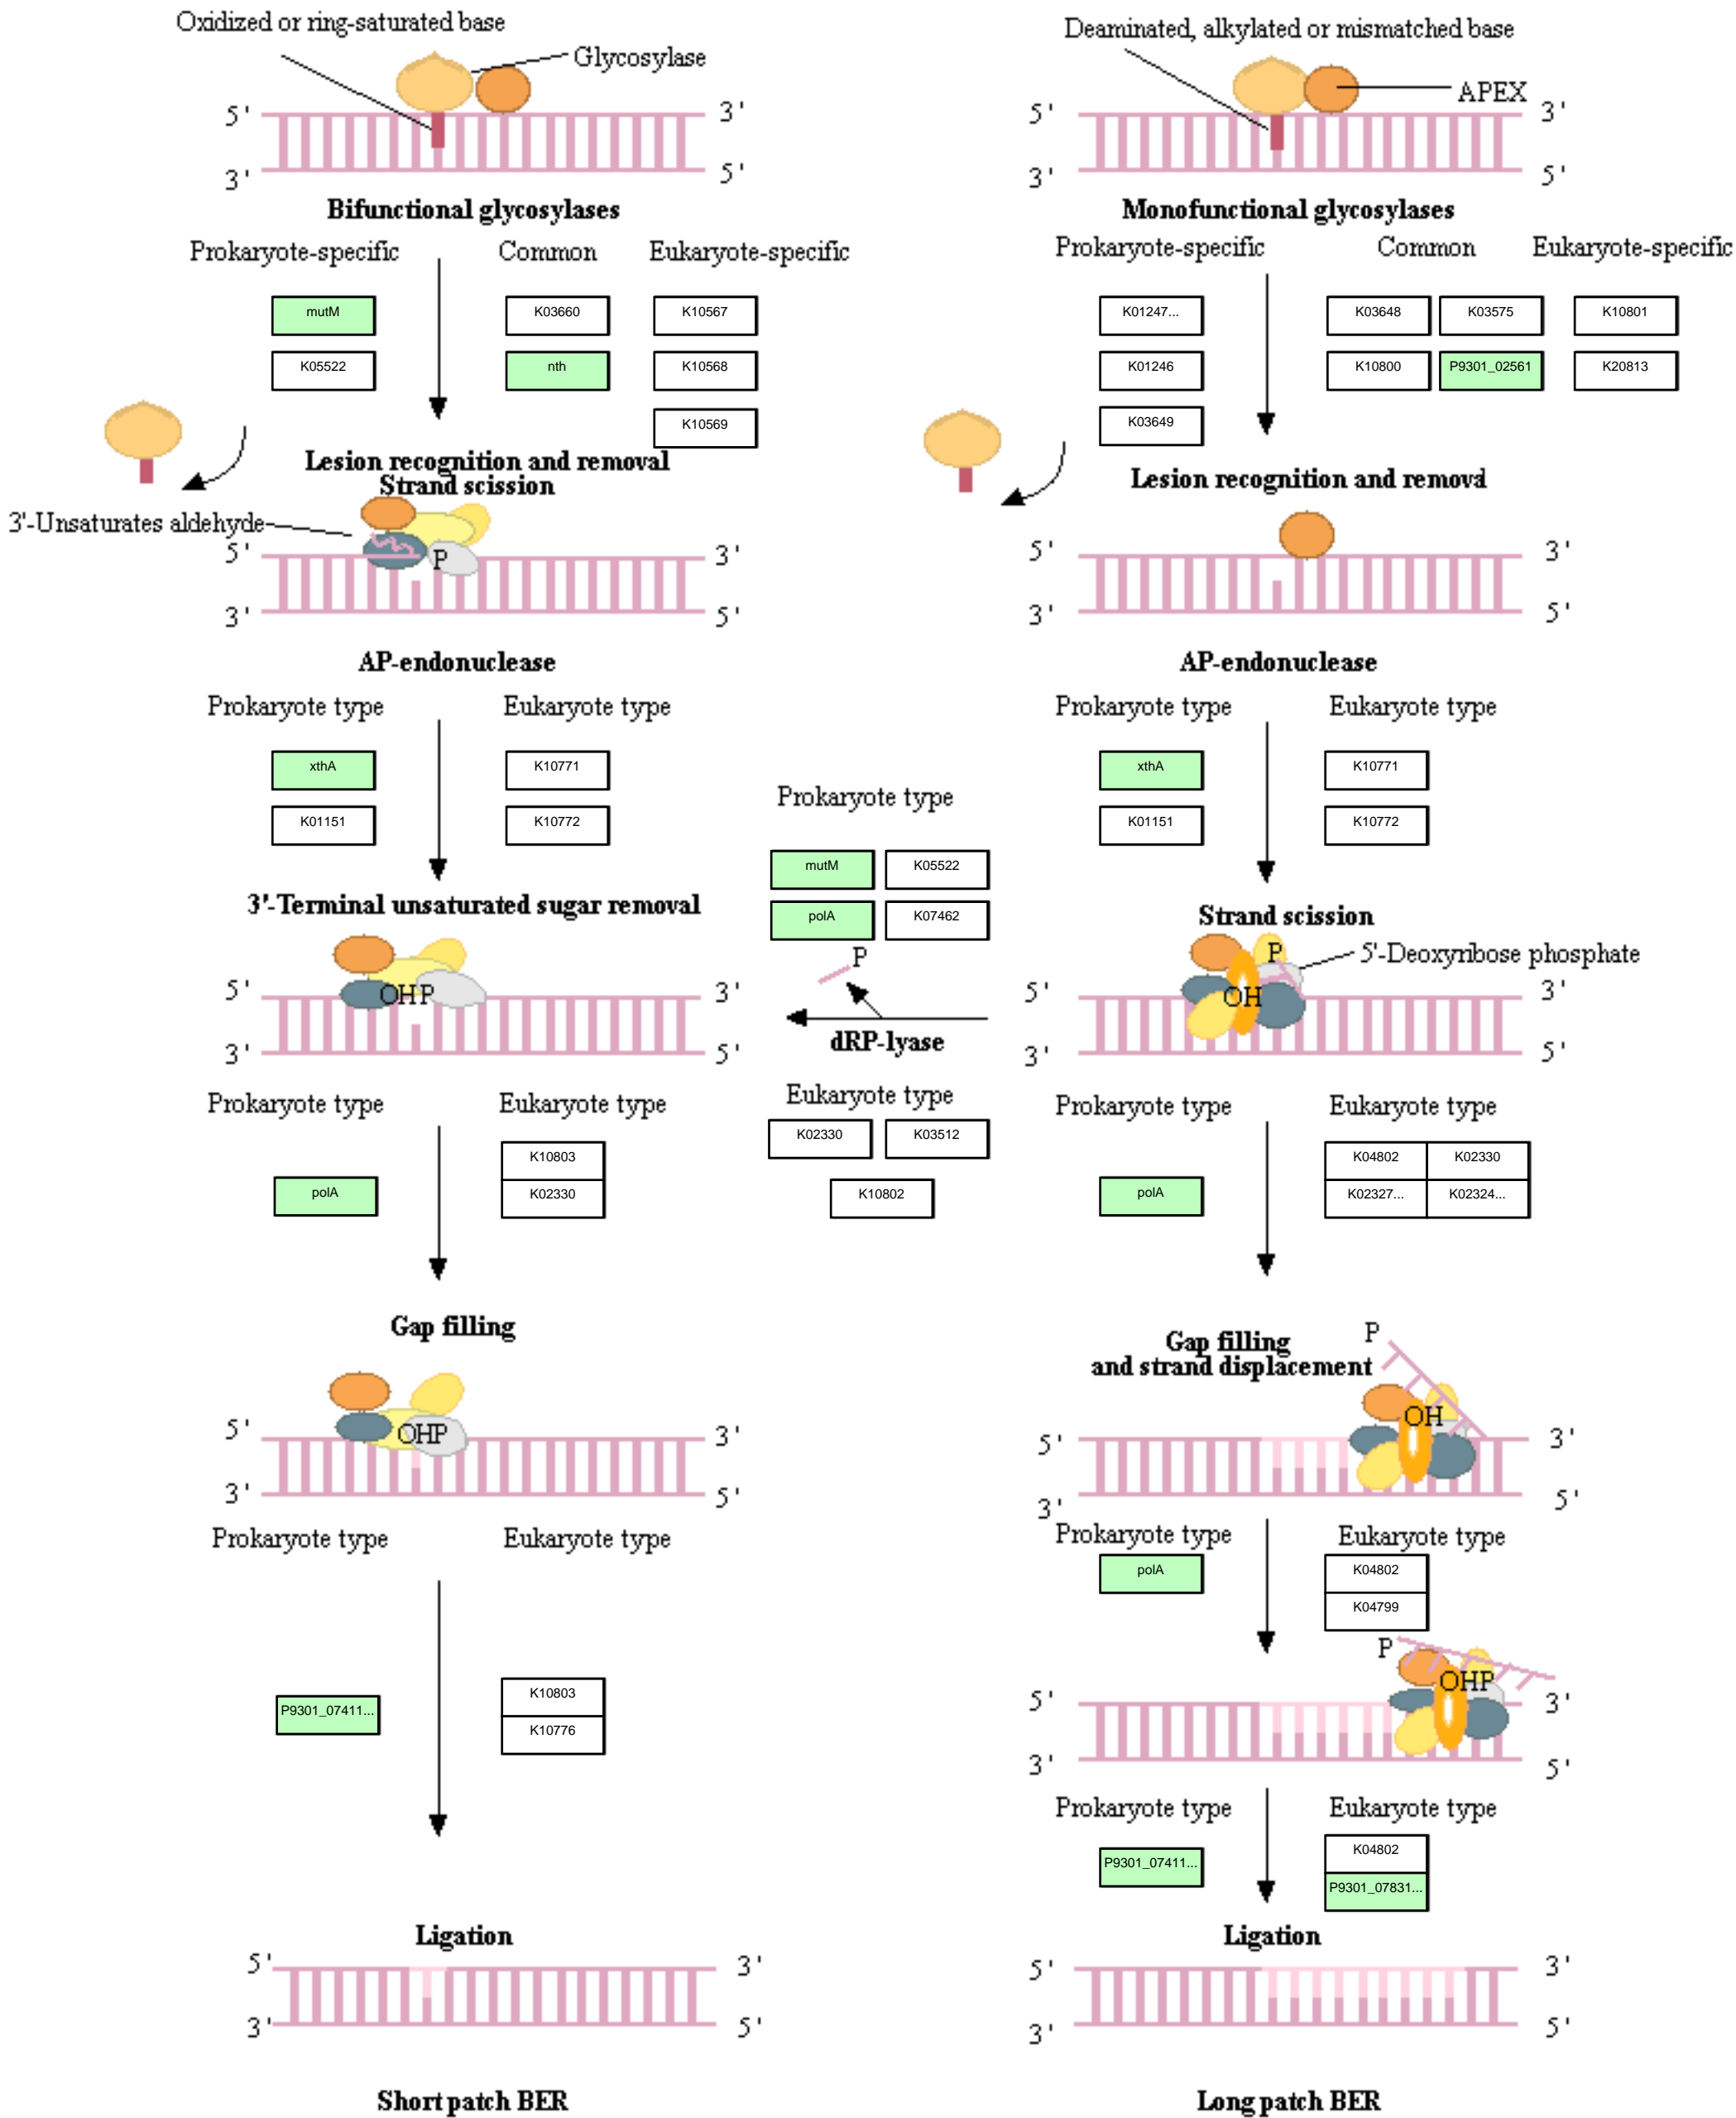 Oxidized or ring-saturated base
Glycosylase
5' 3'
3' 5'
Bifunctional glycosylases
Prokaryote-specific Common Eukaryote-specific
mutM K03660 K10567
K05522 nth K10568
K10569
Lesion recognition and removal
Strand scission
3'-Unsaturates aldehyde
P
5' 3'
3' 5'
AP-endonuclease
Prokaryote type Eukaryote type
xthA K10771
K01151 K10772
3'-Terminal unsaturated sugar removal
OHP
5' 3'
3' 5'
Prokaryote type Eukaryote type
K10803
polA K02330
Gap filling
OHP
5' 3'
3' 5'
Prokaryote type Eukaryote type
K10803
P9301_07411...
K10776
Ligation
5' 3'
3' 5'
Short patch BER
Prokaryote type
mutM K05522
polA K07462
P
dRP-lyase
Eukaryote type
K02330 K03512
K10802
Deaminated, alkylated or mismatched base
APEX
5' 3'
3' 5'
Monofunctional glycosylases
Prokaryote-specific Common Eukaryote-specific
K01247... K03648 K03575 K10801
K01246 K10800 P9301_02561 K20813
K03649
Lesion recognition and removal
5' 3'
3' 5'
AP-endonuclease
Prokaryote type Eukaryote type
xthA K10771
K01151 K10772
Strand scission
P
5'-Deoxyribose phosphate
OH
5' 3'
3' 5'
Prokaryote type Eukaryote type
K04802 K02330
polA K02327... K02324...
Gap filling
and strand displacement
P
OH
5' 3'
3' 5'
Prokaryote type Eukaryote type
polA K04802
K04799
P
OHP
5' 3'
3' 5'
Prokaryote type Eukaryote type
K04802
P9301_07411...
P9301_07831...
Ligation
5' 3'
3' 5'
Long patch BER